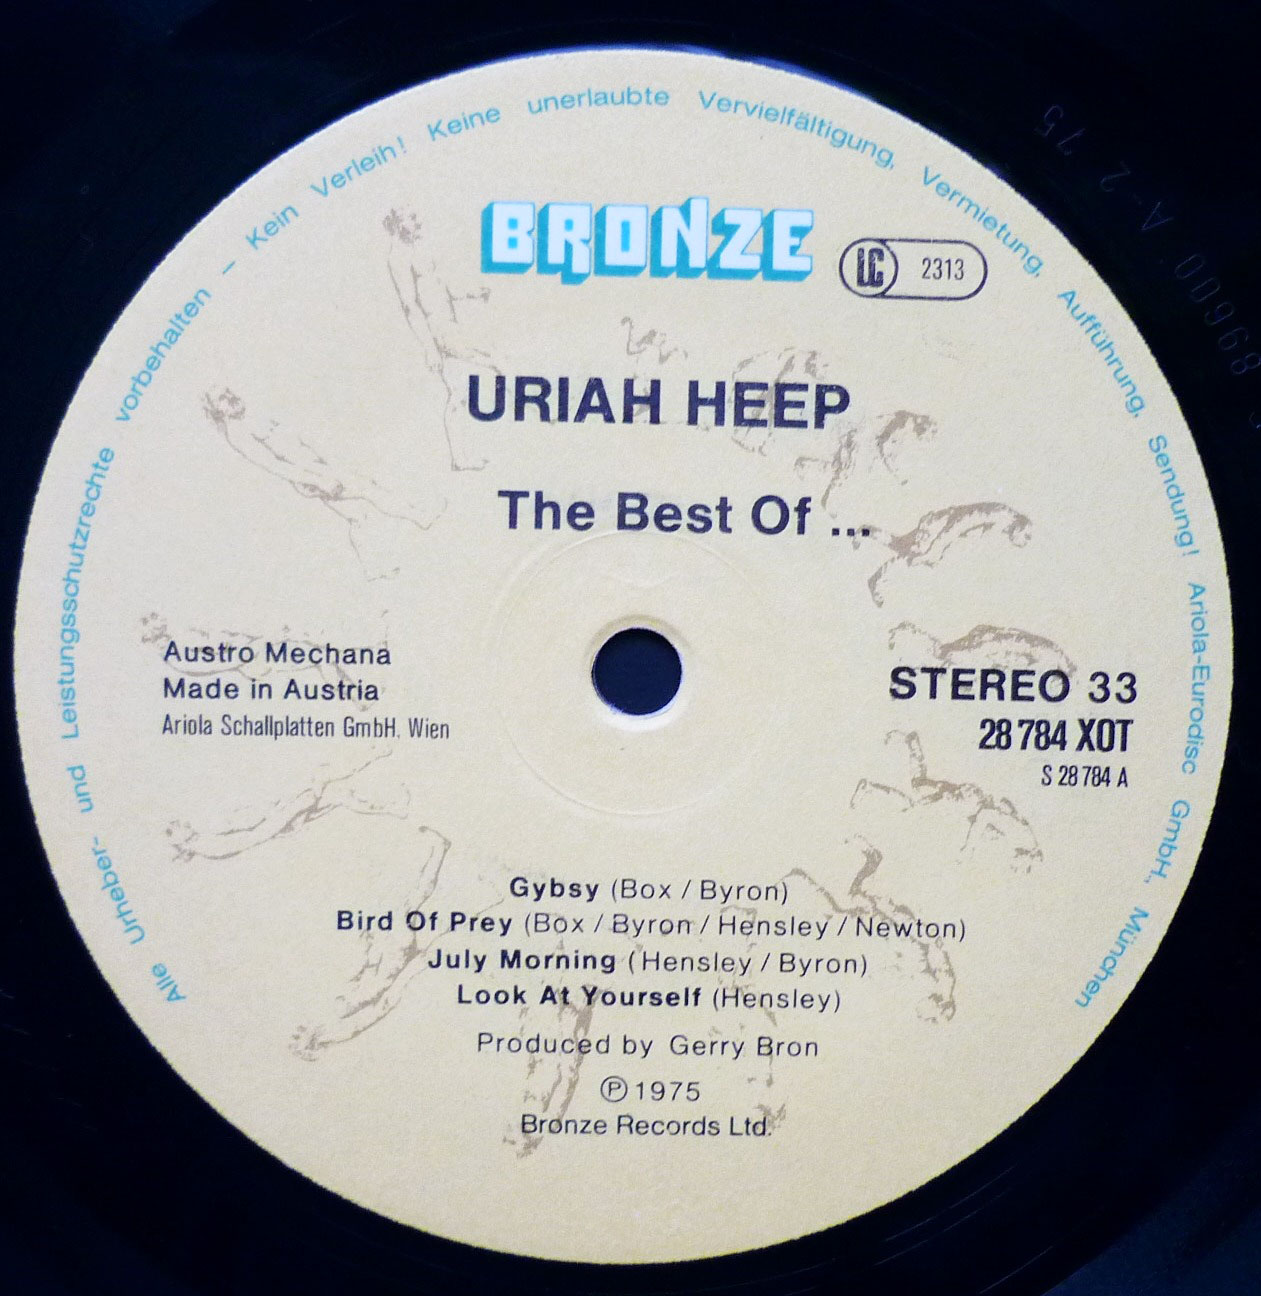 Alle Urheber- und Leistungsschutzrechte vorbehalten – Kein Verleih! Keine unerlaubte Vervielfältigung, Vermietung, Aufführung, Sendung! Ariola-Eurodisc GmbH, München
BRONZE
LC 2313
URIAH HEEP
The Best Of ...
Austro Mechana
Made in Austria
Ariola Schallplatten GmbH. Wien
STEREO 33
28 784 XOT
S 28 784 A
Gybsy (Box / Byron)
Bird Of Prey (Box / Byron / Hensley / Newton)
July Morning (Hensley / Byron)
Look At Yourself (Hensley)
Produced by Gerry Bron
℗ 1975
Bronze Records Ltd.
89600 A-2 75